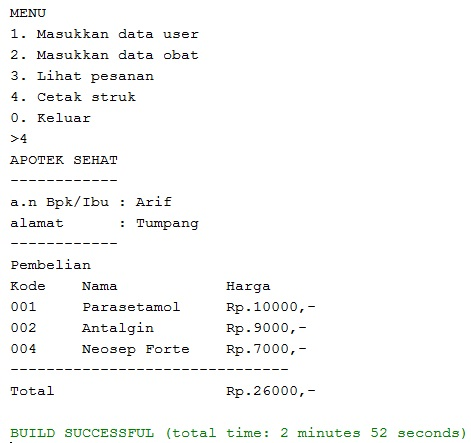 MENU
1. Masukkan data user
2. Masukkan data obat
3. Lihat pesanan
4. Cetak struk
0. Keluar
>4
APOTEK SEHAT
------------
a.n Bpk/Ibu : Arif
alamat      : Tumpang
------------
Pembelian
Kode    Nama            Harga
001     Parasetamol     Rp.10000,-
002     Antalgin        Rp.9000,-
004     Neosep Forte    Rp.7000,-
-------------------------------
Total                   Rp.26000,-
BUILD SUCCESSFUL (total time: 2 minutes 52 seconds)